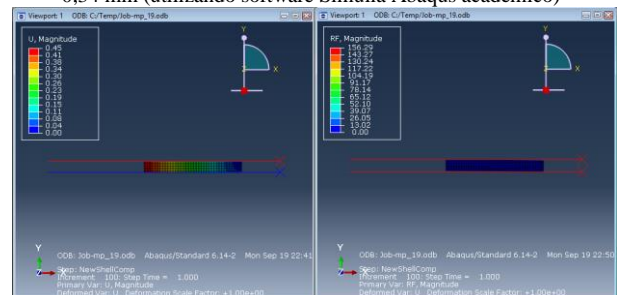 0,34 mm (utilizando software Simulia Abaqus acadêmico)
Viewport: 1 ODB: C:/Temp/Job-mp_19.odb
U, Magnitude
0.45
0.41
0.38
0.34
0.30
0.26
0.23
0.19
0.15
0.11
0.08
0.04
0.00
Y
X
Z
ODB: Job-mp_19.odb Abaqus/Standard 6.14-2 Mon Sep 19 22:41
Step: NewShellComp
Increment 100: Step Time = 1.000
Primary Var: U, Magnitude
Deformed Var: U Deformation Scale Factor: +1.00e+00
Y
Z
X
Viewport: 1 ODB: C:/Temp/Job-mp_19.odb
RF, Magnitude
156.29
143.27
130.24
117.22
104.19
91.17
78.14
65.12
52.10
39.07
26.05
13.02
0.00
Y
X
Z
ODB: Job-mp_19.odb Abaqus/Standard 6.14-2 Mon Sep 19 22:50
Step: NewShellComp
Increment 100: Step Time = 1.000
Primary Var: RF, Magnitude
Deformed Var: U Deformation Scale Factor: +1.00e+00
Y
Z
X